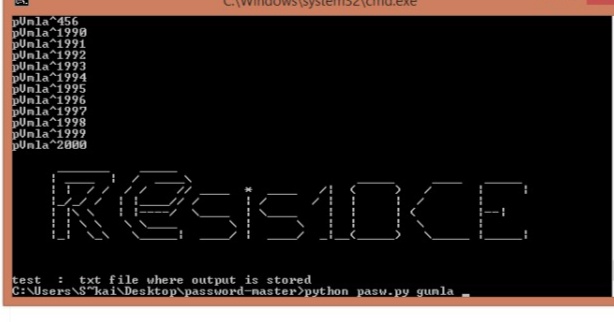 C:\Windows\system32\cmd.exe
pUmla^456
pUmla^1990
pUmla^1991
pUmla^1992
pUmla^1993
pUmla^1994
pUmla^1995
pUmla^1996
pUmla^1997
pUmla^1998
pUmla^1999
pUmla^2000
test : txt file where output is stored
C:\Users\S~kai\Desktop\password-master>python pasw.py gumla _